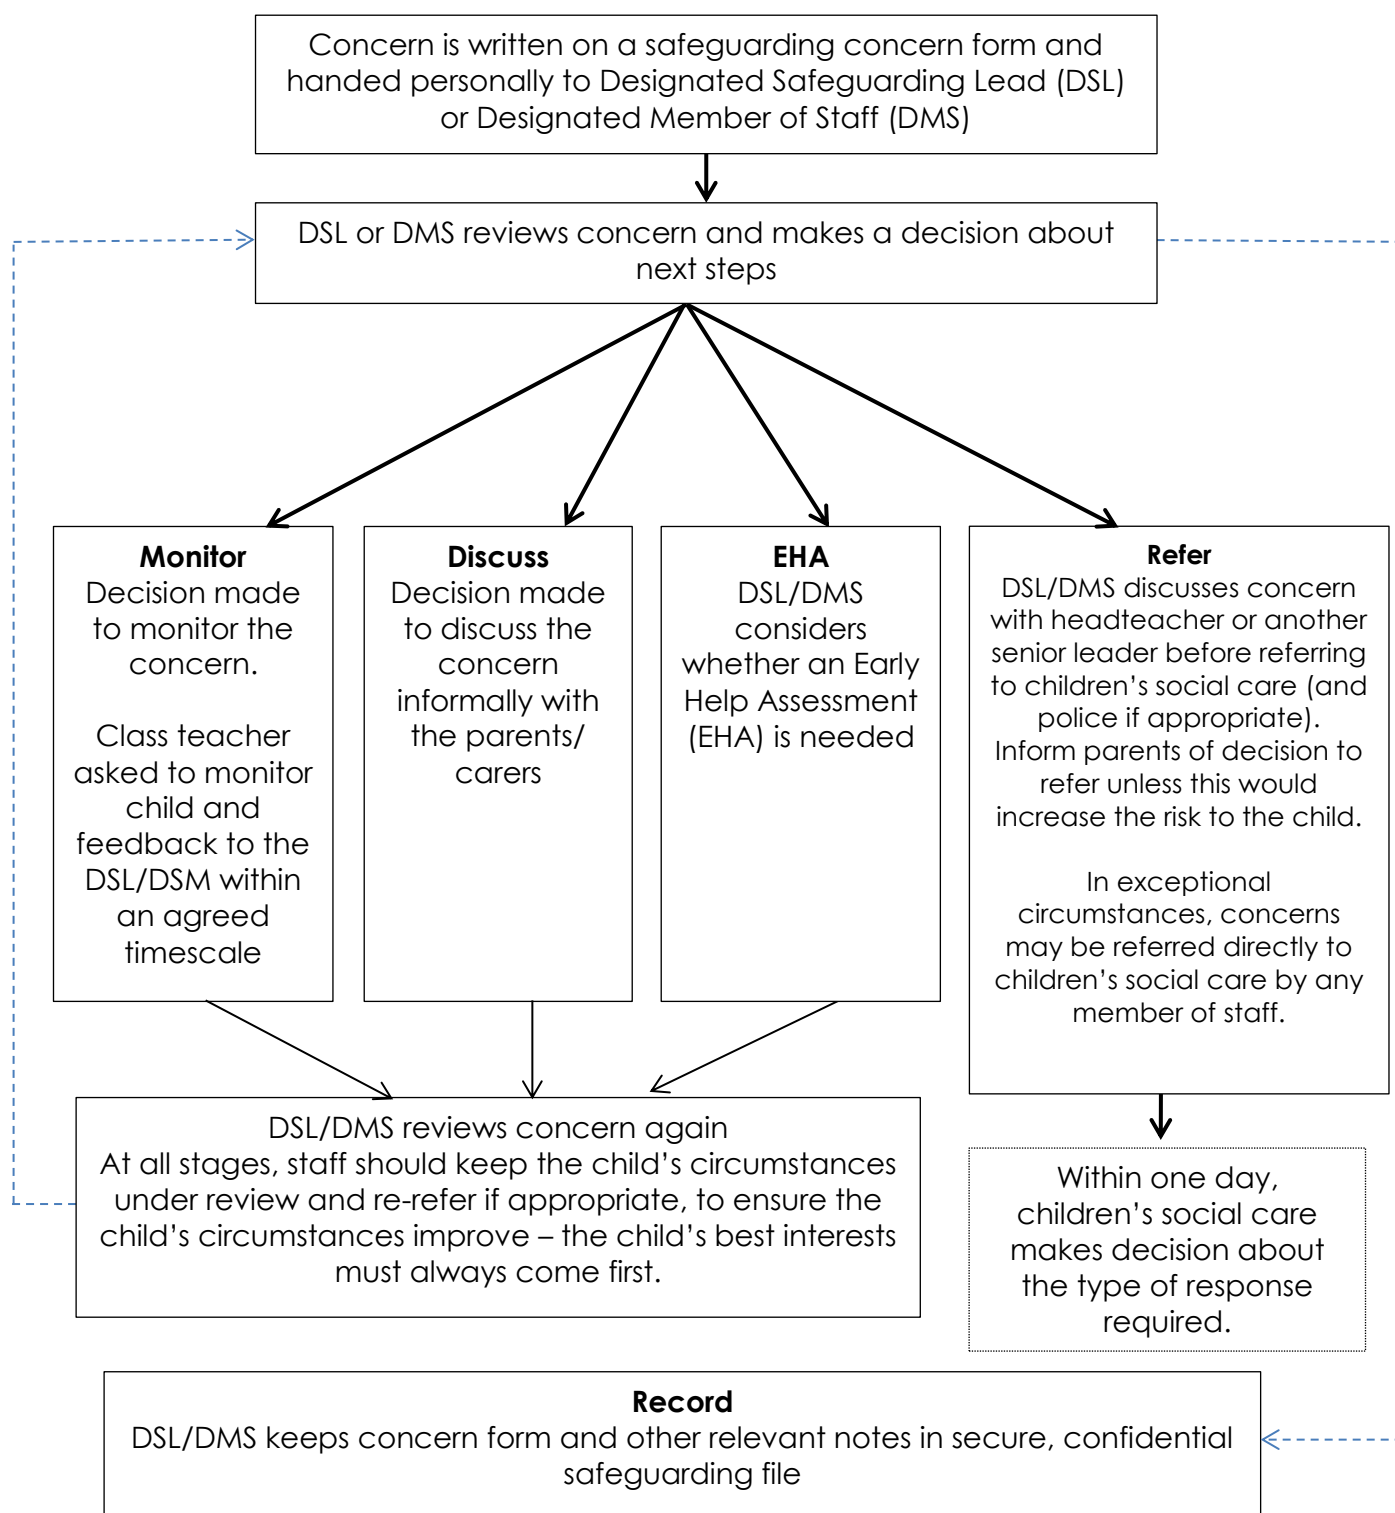 Concern is written on a safeguarding concern form and
handed personally to Designated Safeguarding Lead (DSL)
or Designated Member of Staff (DMS)
DSL or DMS reviews concern and makes a decision about
next steps
Monitor
Decision made
to monitor the
concern.
Class teacher
asked to monitor
child and
feedback to the
DSL/DSM within
an agreed
timescale
Discuss
Decision made
to discuss the
concern
informally with
the parents/
carers
EHA
DSL/DMS
considers
whether an Early
Help Assessment
(EHA) is needed
Refer
DSL/DMS discusses concern
with headteacher or another
senior leader before referring
to children’s social care (and
police if appropriate).
Inform parents of decision to
refer unless this would
increase the risk to the child.
In exceptional
circumstances, concerns
may be referred directly to
children’s social care by any
member of staff.
DSL/DMS reviews concern again
At all stages, staff should keep the child’s circumstances
under review and re-refer if appropriate, to ensure the
child’s circumstances improve – the child’s best interests
must always come first.
Within one day,
children’s social care
makes decision about
the type of response
required.
Record
DSL/DMS keeps concern form and other relevant notes in secure, confidential
safeguarding file